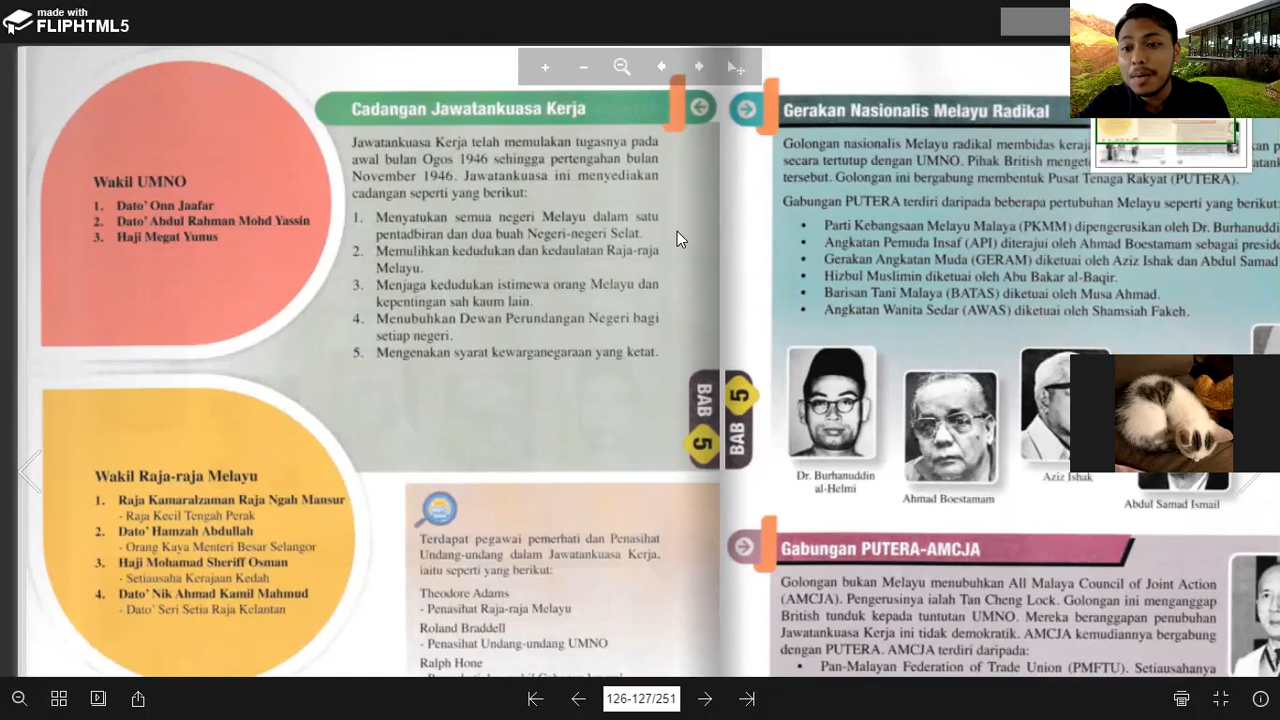 made with
FLIPHTML5
Wakil UMNO
1. Dato' Onn Jaafar
2. Dato' Abdul Rahman Mohd Yassin
3. Haji Megat Yunus
Wakil Raja-raja Melayu
1. Raja Kamaralzaman Raja Ngah Mansur
- Raja Kecil Tengah Perak
2. Dato' Hamzah Abdullah
- Orang Kaya Menteri Besar Selangor
3. Haji Mohamad Sheriff Osman
- Setiausaha Kerajaan Kedah
4. Dato' Nik Ahmad Kamil Mahmud
- Dato' Seri Setia Raja Kelantan
Cadangan Jawatankuasa Kerja
Jawatankuasa Kerja telah memulakan tugasnya pada
awal bulan Ogos 1946 sehingga pertengahan bulan
November 1946. Jawatankuasa ini menyediakan
cadangan seperti yang berikut:
1. Menyatukan semua negeri Melayu dalam satu
pentadbiran dan dua buah Negeri-negeri Selat.
2. Memulihkan kedudukan dan kedaulatan Raja-raja
Melayu.
3. Menjaga kedudukan istimewa orang Melayu dan
kepentingan sah kaum lain.
4. Menubuhkan Dewan Perundangan Negeri bagi
setiap negeri.
5. Mengenakan syarat kewarganegaraan yang ketat.
BAB 5
Terdapat pegawai pemerhati dan Penasihat
Undang-undang dalam Jawatankuasa Kerja,
iaitu seperti yang berikut:
Theodore Adams
- Penasihat Raja-raja Melayu
Roland Braddell
- Penasihat Undang-undang UMNO
Ralph Hone
BAB 5
Gerakan Nasionalis Melayu Radikal
Golongan nasionalis Melayu radikal membidas
secara tertutup dengan UMNO. Pihak British
tersebut. Golongan ini bergabung membentuk Pusat Tenaga Rakyat (PUTERA).
Gabungan PUTERA terdiri daripada beberapa pertubuhan Melayu seperti yang berikut:
• Parti Kebangsaan Melayu Malaya (PKMM) dipengerusikan oleh Dr. Burhanuddi
• Angkatan Pemuda Insaf (API) diterajui oleh Ahmad Boestamam sebagai presid
• Gerakan Angkatan Muda (GERAM) diketuai oleh Aziz Ishak dan Abdul Samad
• Hizbul Muslimin diketuai oleh Abu Bakar al-Baqir.
• Barisan Tani Malaya (BATAS) diketuai oleh Musa Ahmad.
• Angkatan Wanita Sedar (AWAS) diketuai oleh Shamsiah Fakeh.
Dr. Burhanuddin
al-Helmi
Ahmad Boestamam
Aziz Ishak
Abdul Samad Ismail
Gabungan PUTERA-AMCJA
Golongan bukan Melayu menubuhkan All Malaya Council of Joint Action
(AMCJA). Pengerusinya ialah Tan Cheng Lock. Golongan ini menganggap
British tunduk kepada tuntutan UMNO. Mereka beranggapan penubuhan
Jawatankuasa Kerja ini tidak demokratik. AMCJA kemudiannya bergabung
dengan PUTERA. AMCJA terdiri daripada:
• Pan-Malayan Federation of Trade Union (PMFTU). Setiausahanya
126-127/251